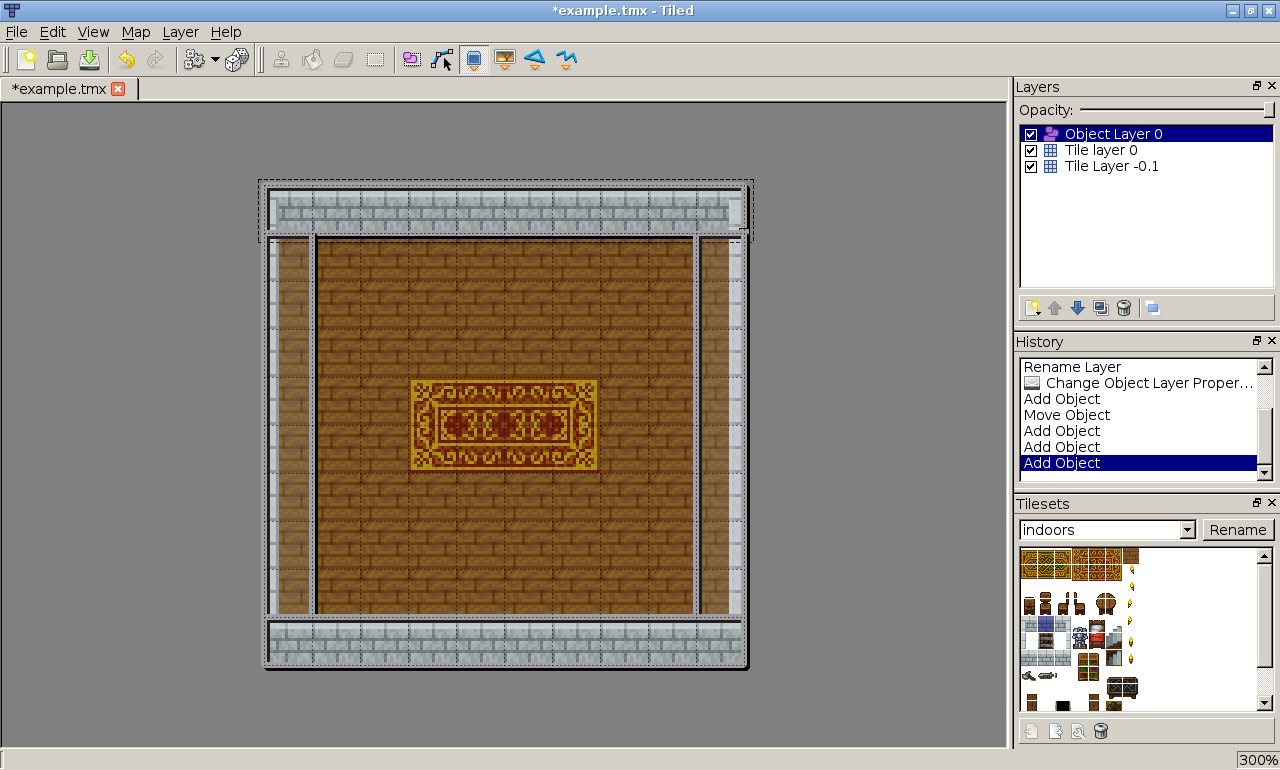 *example.tmx - Tiled
File Edit View Map Layer Help
*example.tmx
Layers
Opacity:
Object Layer 0
Tile layer 0
Tile Layer -0.1
History
Rename Layer
Change Object Layer Proper...
Add Object
Move Object
Add Object
Add Object
Add Object
Tilesets
indoors
Rename
300%